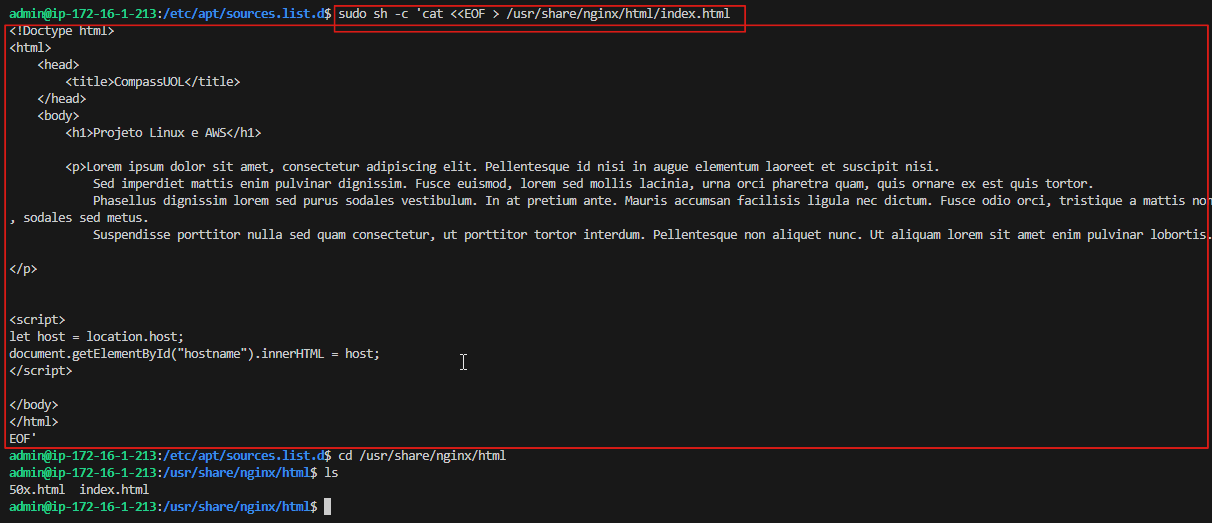 admin@ip-172-16-1-213:/etc/apt/sources.list.d$ sudo sh -c 'cat <<EOF > /usr/share/nginx/html/index.html
<!Doctype html>
<html>
    <head>
        <title>CompassUOL</title>
    </head>
    <body>
        <h1>Projeto Linux e AWS</h1>

        <p>Lorem ipsum dolor sit amet, consectetur adipiscing elit. Pellentesque id nisi in augue elementum laoreet et suscipit nisi.
            Sed imperdiet mattis enim pulvinar dignissim. Fusce euismod, lorem sed mollis lacinia, urna orci pharetra quam, quis ornare ex est quis tortor.
            Phasellus dignissim lorem sed purus sodales vestibulum. In at pretium ante. Mauris accumsan facilisis ligula nec dictum. Fusce odio orci, tristique a mattis non
, sodales sed metus.
            Suspendisse porttitor nulla sed quam consectetur, ut porttitor tortor interdum. Pellentesque non aliquet nunc. Ut aliquam lorem sit amet enim pulvinar lobortis.

</p>


<script>
let host = location.host;
document.getElementById("hostname").innerHTML = host;
</script>

</body>
</html>
EOF'
admin@ip-172-16-1-213:/etc/apt/sources.list.d$ cd /usr/share/nginx/html
admin@ip-172-16-1-213:/usr/share/nginx/html$ ls
50x.html  index.html
admin@ip-172-16-1-213:/usr/share/nginx/html$